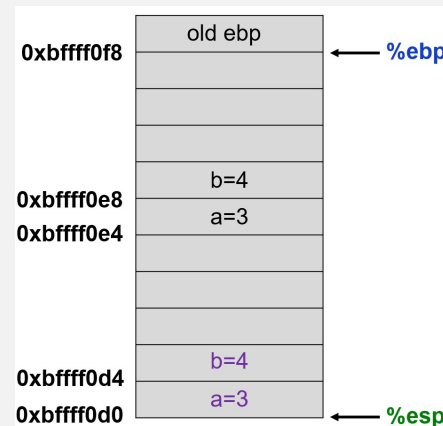 old ebp
0xbffff0f8
%ebp
b=4
0xbffff0e8
a=3
0xbffff0e4
b=4
0xbffff0d4
a=3
0xbffff0d0
%esp